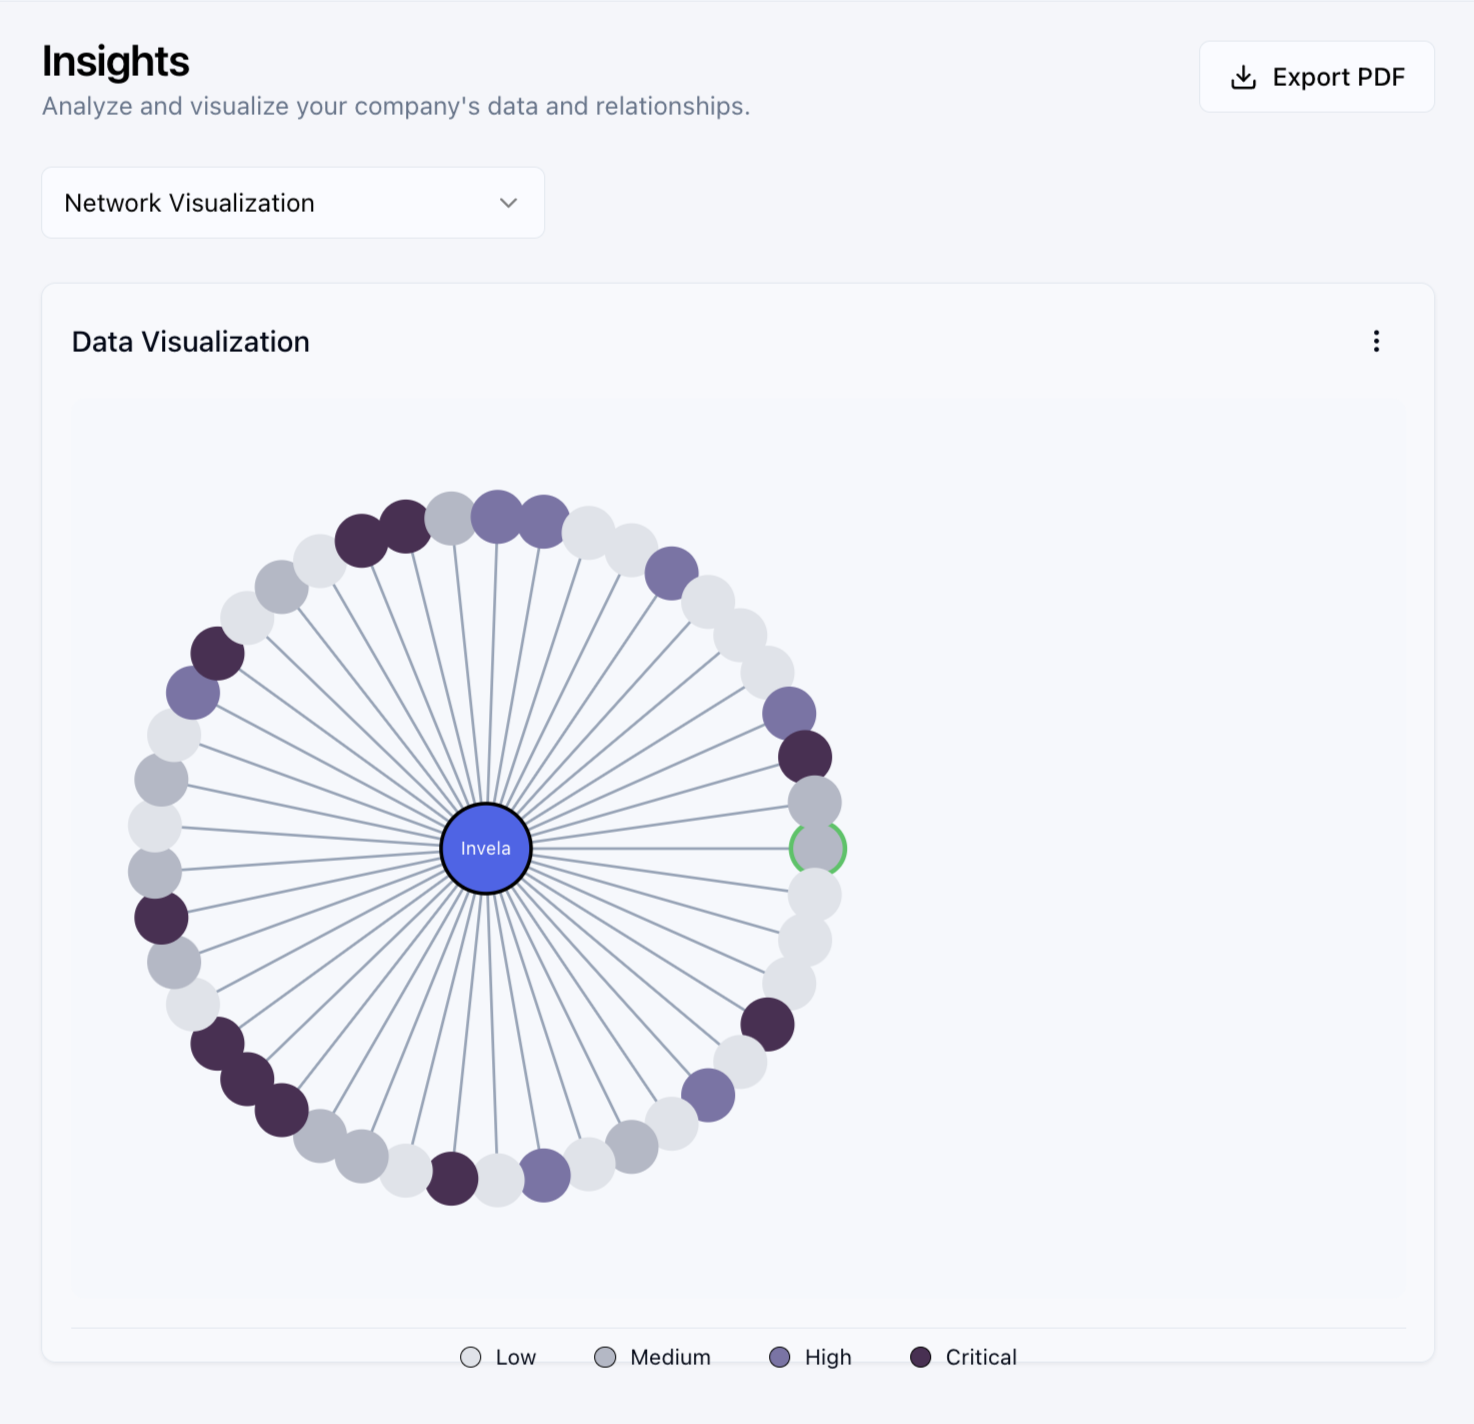 Insights
Export PDF
Analyze and visualize your company's data and relationships.
Network Visualization
Data Visualization
Invela
Low
Medium
High
Critical